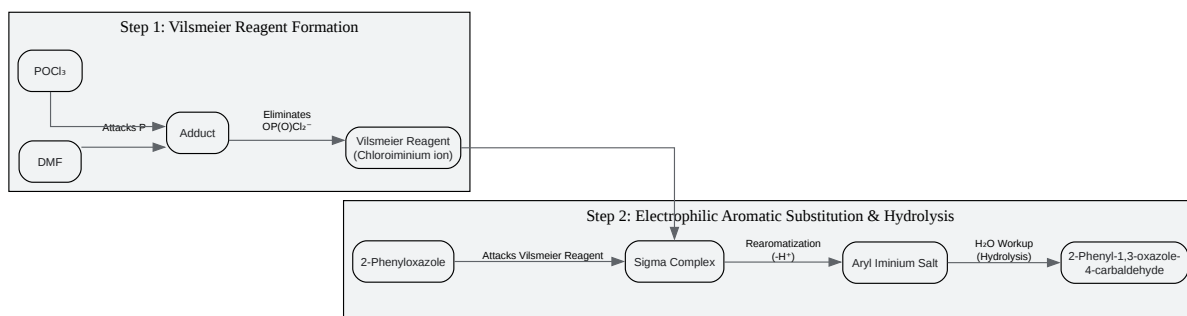 Step 1: Vilsmeier Reagent Formation
POCl₃
Attacks P
DMF
Adduct
Eliminates
OP(O)Cl₂⁻
Vilsmeier Reagent
(Chloroiminium ion)
Step 2: Electrophilic Aromatic Substitution & Hydrolysis
2-Phenyloxazole
Attacks Vilsmeier Reagent
Sigma Complex
Rearomatization
(-H⁺)
Aryl Iminium Salt
H₂O Workup
(Hydrolysis)
2-Phenyl-1,3-oxazole-
4-carbaldehyde